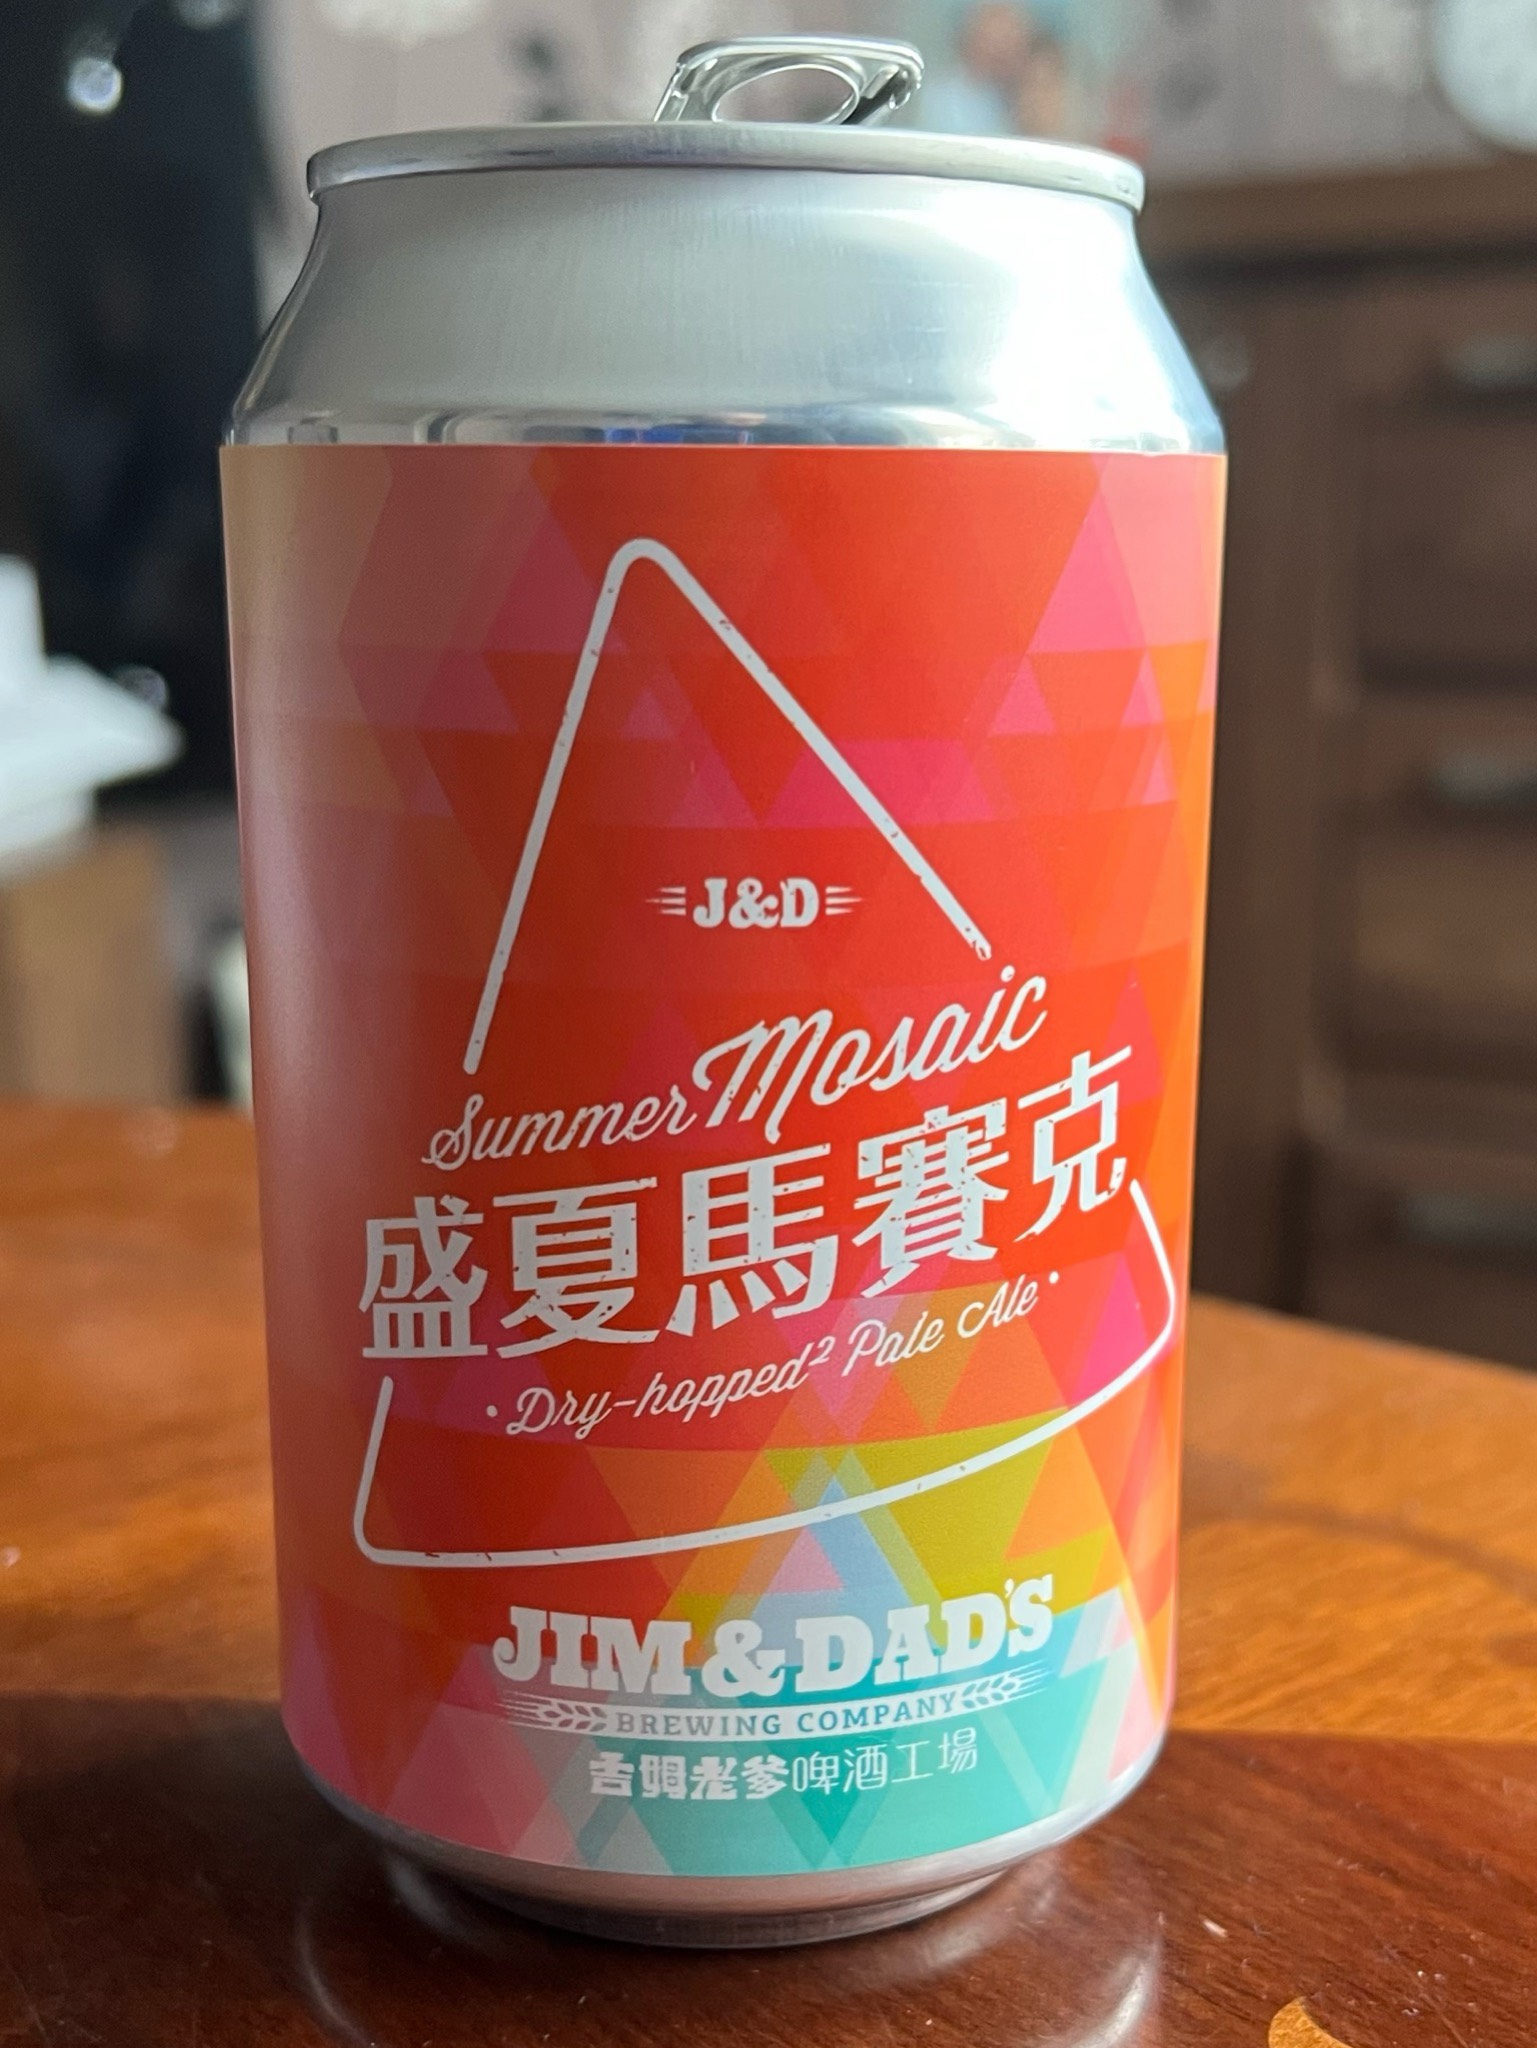 J&D
Summer Mosaic
盛夏馬賽克
·Dry-hopped² Pale Ale·
JIM & DAD'S
BREWING COMPANY
吉姆老爹啤酒工場